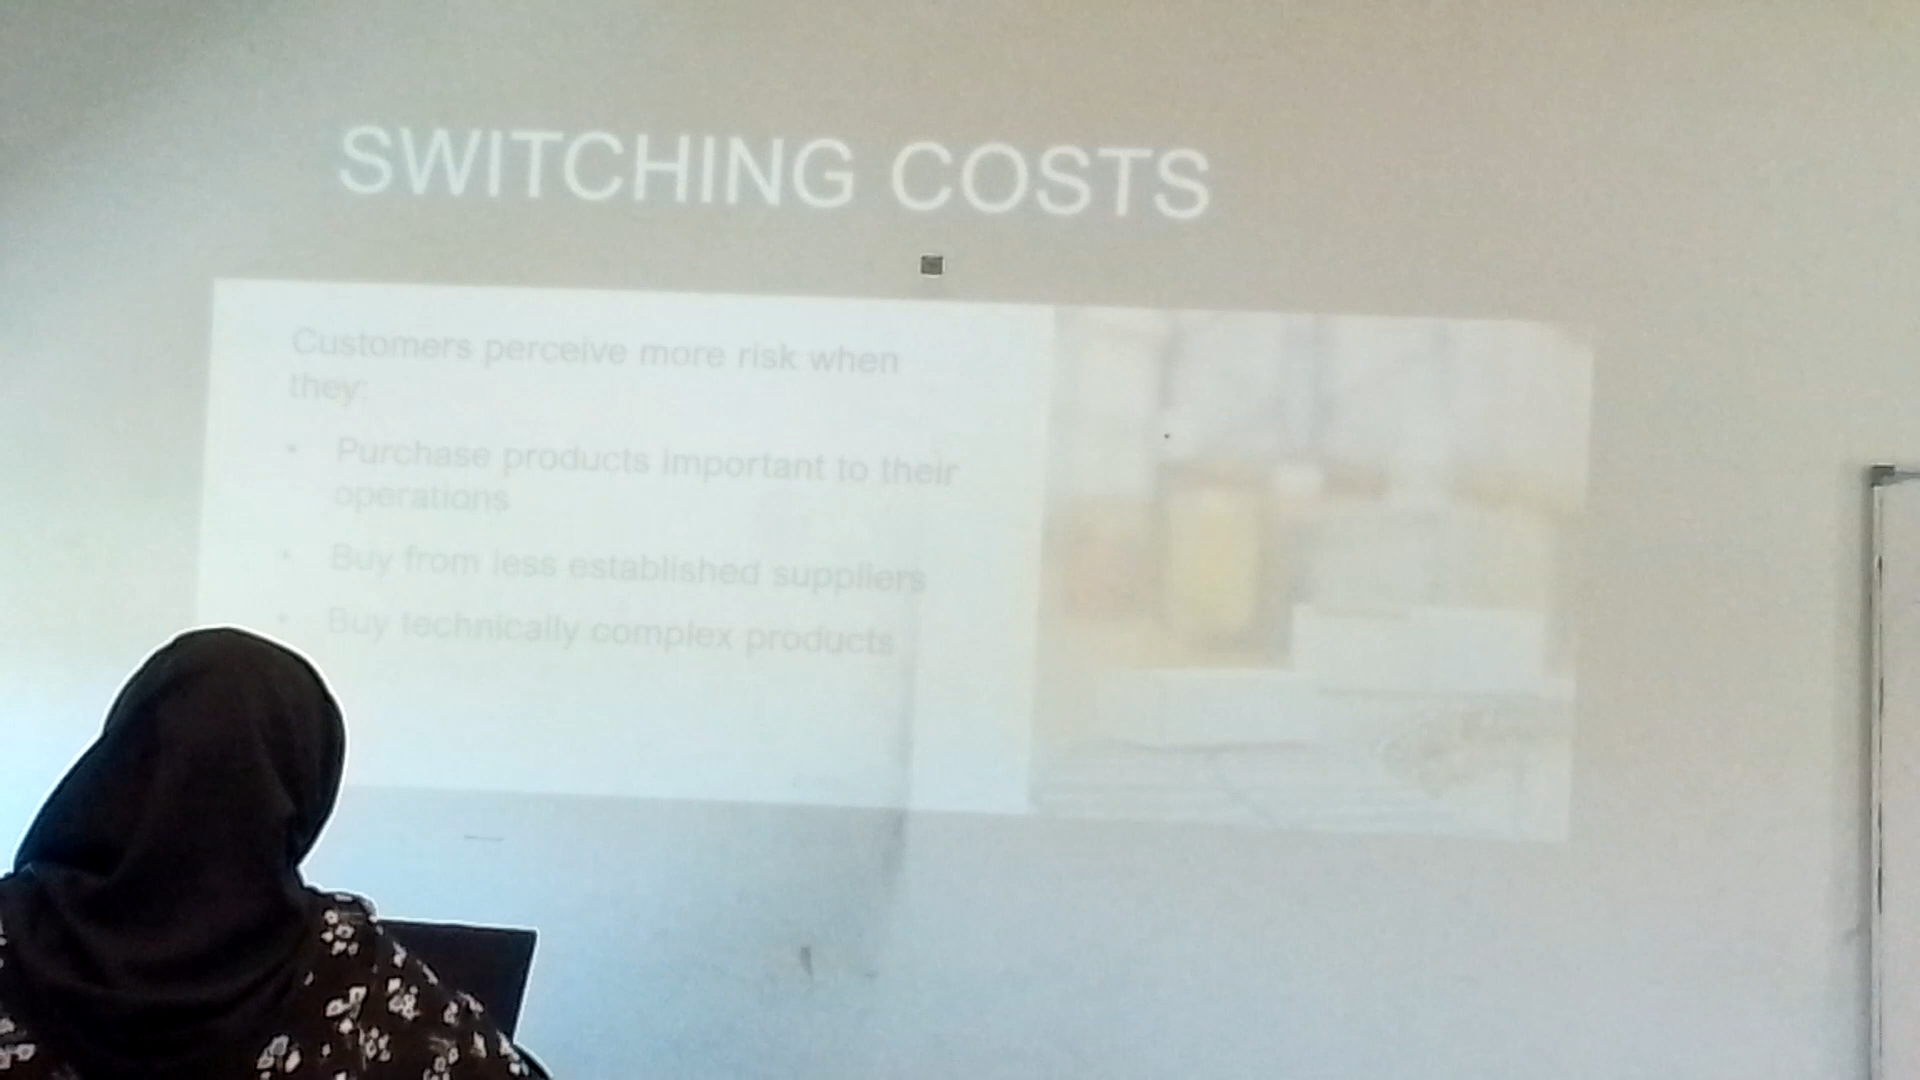 SWITCHING COSTS
Customers perceive more risk when
they:
• Purchase products important to their
operations
• Buy from less established suppliers
• Buy technically complex products